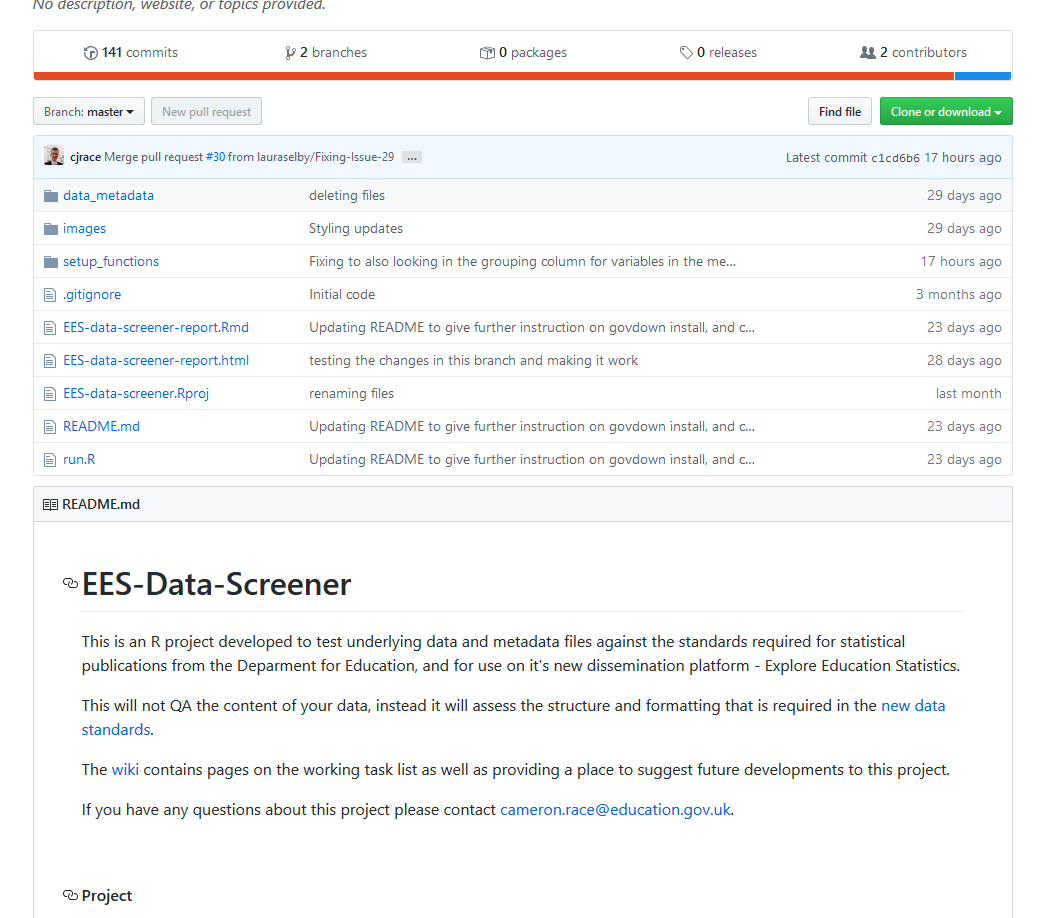 No description, website, or topics provided.
141 commits 2 branches 0 packages 0 releases 2 contributors
Branch: master New pull request Find file Clone or download
cjrace Merge pull request #30 from lauraselby/Fixing-Issue-29 ... Latest commit c1cd6b6 17 hours ago
data_metadata deleting files 29 days ago
images Styling updates 29 days ago
setup_functions Fixing to also looking in the grouping column for variables in the me... 17 hours ago
.gitignore Initial code 3 months ago
EES-data-screener-report.Rmd Updating README to give further instruction on govdown install, and c... 23 days ago
EES-data-screener-report.html testing the changes in this branch and making it work 28 days ago
EES-data-screener.Rproj renaming files last month
README.md Updating README to give further instruction on govdown install, and c... 23 days ago
run.R Updating README to give further instruction on govdown install, and c... 23 days ago
README.md
EES-Data-Screener
This is an R project developed to test underlying data and metadata files against the standards required for statistical
publications from the Deparment for Education, and for use on it's new dissemination platform - Explore Education Statistics.
This will not QA the content of your data, instead it will assess the structure and formatting that is required in the new data
standards.
The wiki contains pages on the working task list as well as providing a place to suggest future developments to this project.
If you have any questions about this project please contact cameron.race@education.gov.uk.
Project